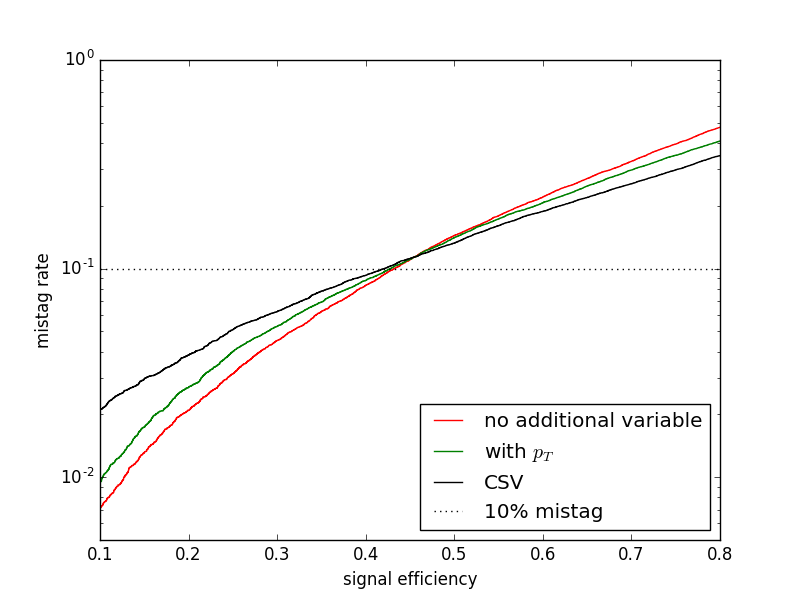 10⁰
10⁻¹
10⁻²
mistag rate
no additional variable
with p_T
CSV
10% mistag
0.1 0.2 0.3 0.4 0.5 0.6 0.7 0.8
signal efficiency